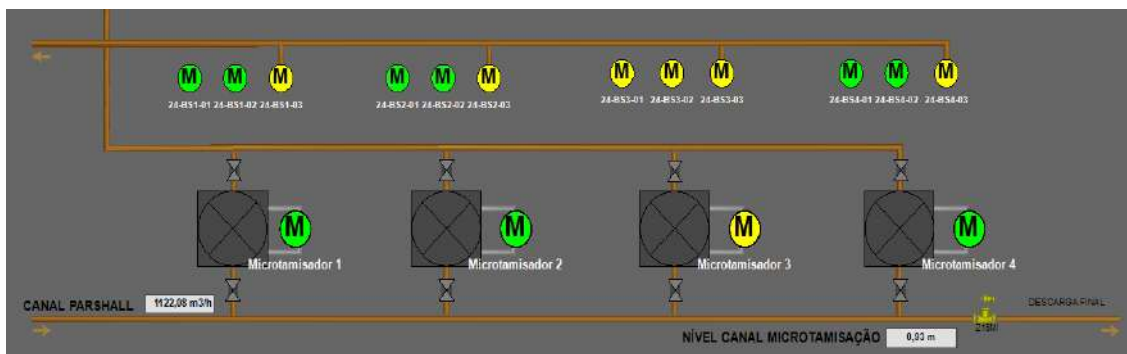 M M M M M M M M M M M M
24-BS1-01 24-BS1-02 24-BS1-03 24-BS2-01 24-BS2-02 24-BS2-03 24-BS3-01 24-BS3-02 24-BS3-03 24-BS4-01 24-BS4-02 24-BS4-03
M M M M
Microtamisador 1 Microtamisador 2 Microtamisador 3 Microtamisador 4
CANAL PARSHALL 1122,08 m3/h DESCARGA FINAL
NÍVEL CANAL MICROTAMISAÇÃO 0,93 m